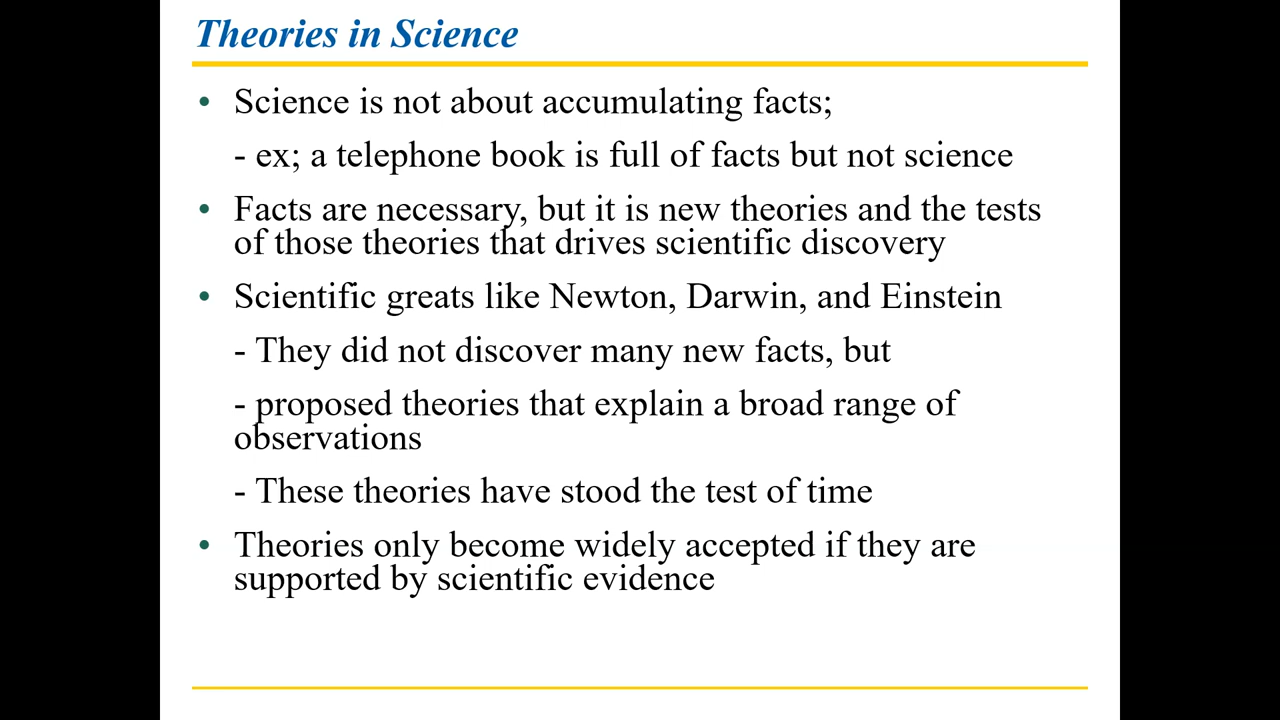 Theories in Science
• Science is not about accumulating facts;
- ex; a telephone book is full of facts but not science
• Facts are necessary, but it is new theories and the tests
of those theories that drives scientific discovery
• Scientific greats like Newton, Darwin, and Einstein
- They did not discover many new facts, but
- proposed theories that explain a broad range of
observations
- These theories have stood the test of time
• Theories only become widely accepted if they are
supported by scientific evidence